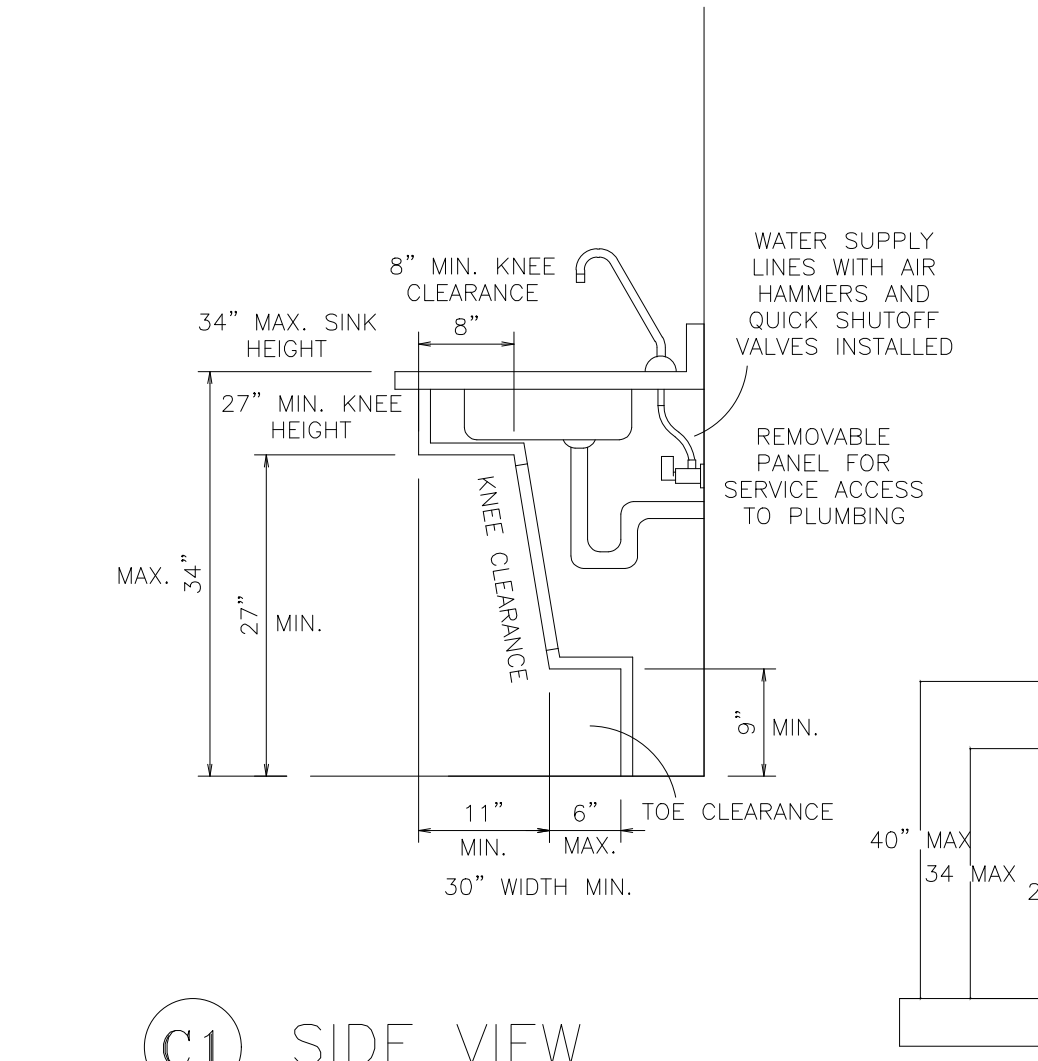 WATER SUPPLY
LINES WITH AIR
HAMMERS AND
QUICK SHUTOFF
VALVES INSTALLED
8” MIN. KNEE
CLEARANCE
8”
34” MAX. SINK
HEIGHT
27” MIN. KNEE
HEIGHT
REMOVABLE
PANEL FOR
SERVICE ACCESS
TO PLUMBING
KNEE CLEARANCE
MAX.
34”
27”
MIN.
9”
MIN.
TOE CLEARANCE
11”
MIN.
6”
MAX.
30” WIDTH MIN.
40” MAX
34 MAX
2
C1
SIDE VIEW